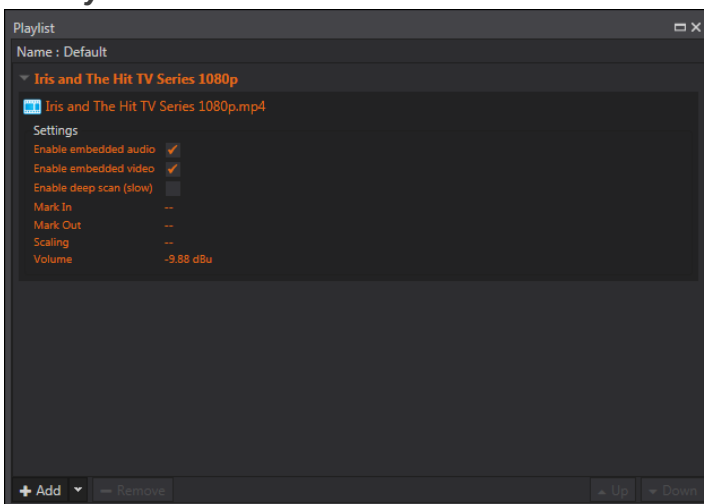 Playlist
Name : Default
Iris and The Hit TV Series 1080p
Iris and The Hit TV Series 1080p.mp4
Settings
Enable embedded audio
Enable embedded video
Enable deep scan (slow)
Mark In --
Mark Out --
Scaling --
Volume -9.88 dBu
Add Remove Up Down